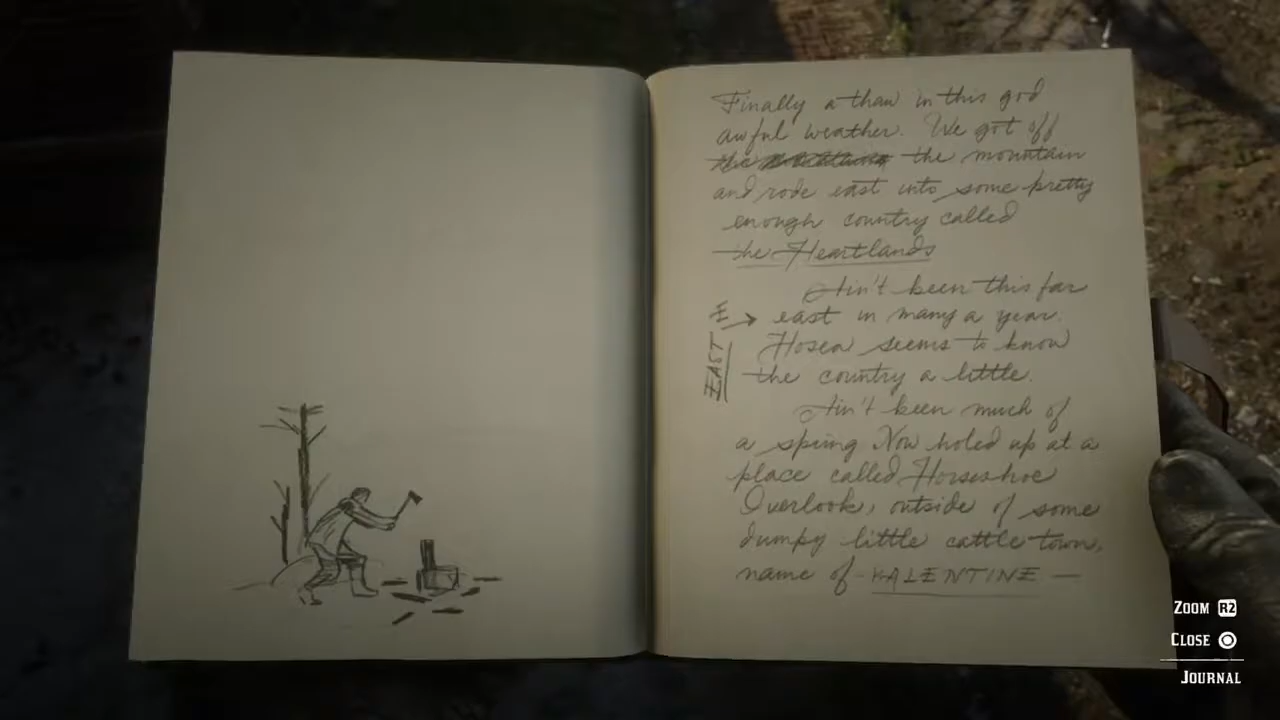 Finally a thaw in this god
awful weather. We got off
the the mountain
and rode east into some pretty
enough country called
the Heartlands
Ain't been this far
E → east in many a year.
EAST
Hosea seems to know
the country a little.
Ain't been much of
a spring Now holed up at a
place called Horseshoe
Overlook, outside of some
dumpy little cattle town,
name of - VALENTINE —
ZOOM R2
CLOSE
JOURNAL